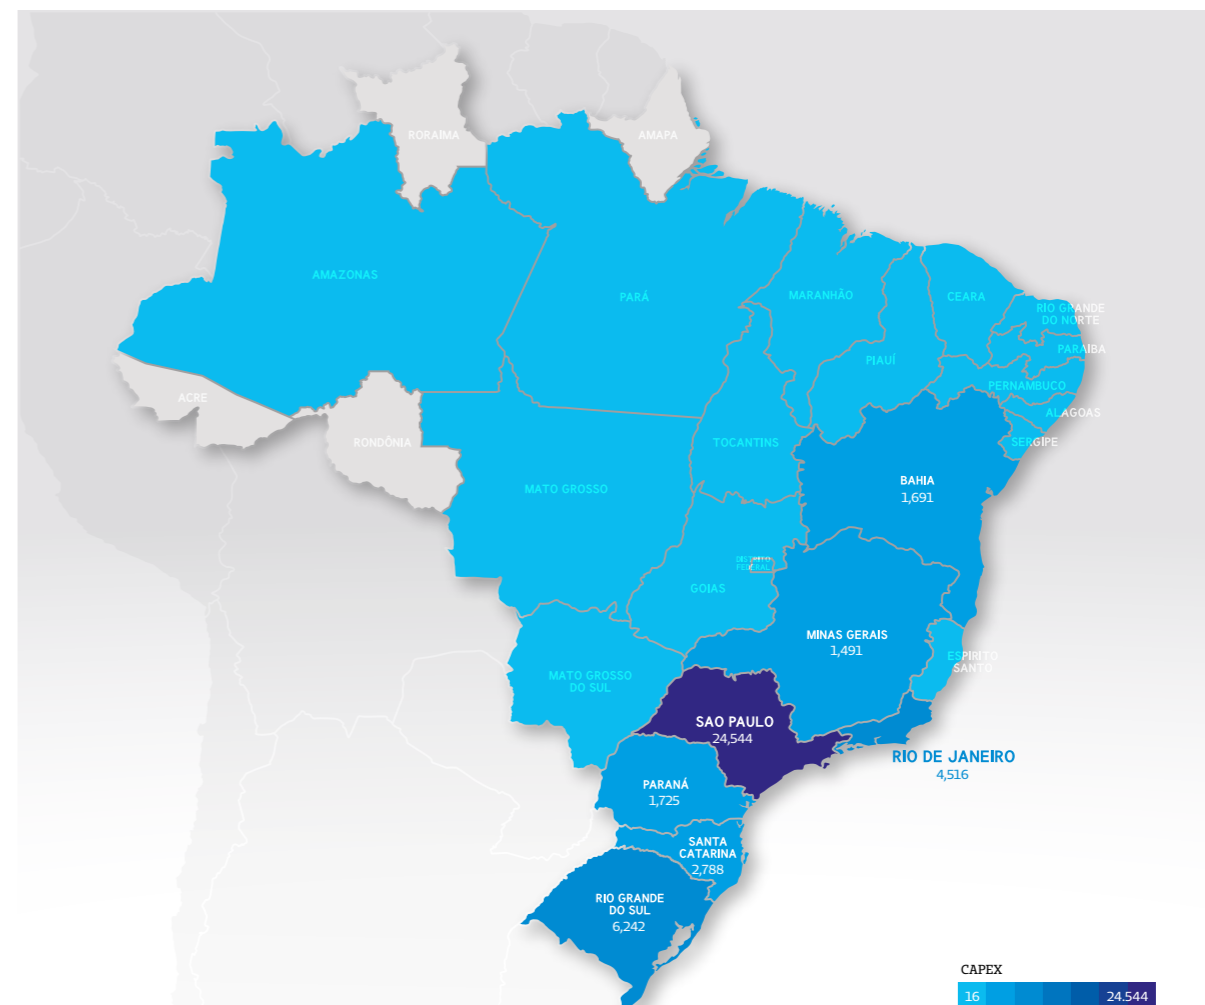 RORAIMA
AMAPA
AMAZONAS
PARÁ
MARANHÃO
CEARA
RIO GRANDE
DO NORTE
PARAÍBA
PIAUÍ
PERNAMBUCO
ACRE
ALAGOAS
RONDÔNIA
TOCANTINS
SERGIPE
BAHIA
1,691
MATO GROSSO
DISTRITO
FEDERAL
GOIAS
MINAS GERAIS
1,491
ESPIRITO
SANTO
MATO GROSSO
DO SUL
SAO PAULO
24,544
RIO DE JANEIRO
4,516
PARANÁ
1,725
SANTA
CATARINA
2,788
RIO GRANDE
DO SUL
6,242
CAPEX
16
24.544